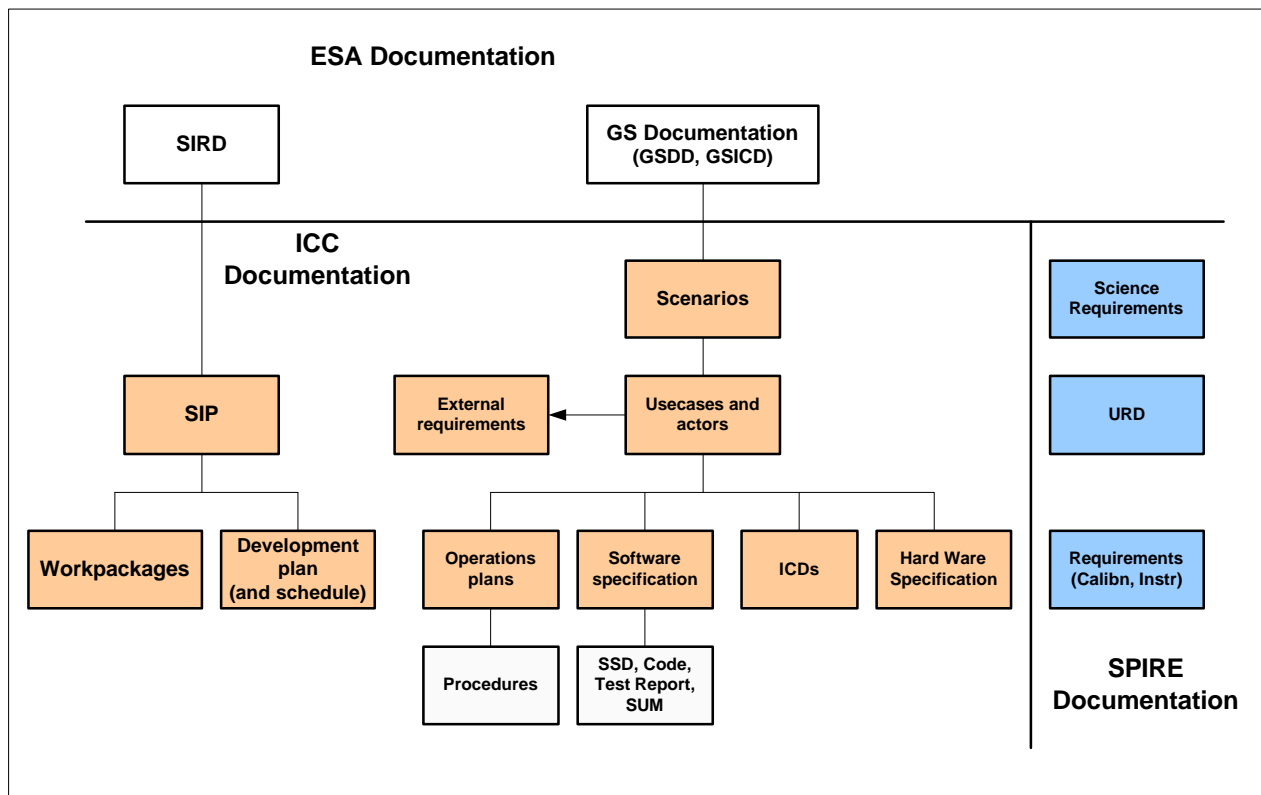 ESA Documentation
SIRD
GS Documentation
(GSDD, GSICD)
ICC
Documentation
Scenarios
Science
Requirements
SIP
External
requirements
Usecases and
actors
URD
Workpackages
Development
plan
(and schedule)
Operations
plans
Software
specification
ICDs
Hard Ware
Specification
Requirements
(Calibn, Instr)
Procedures
SSD, Code,
Test Report,
SUM
SPIRE
Documentation